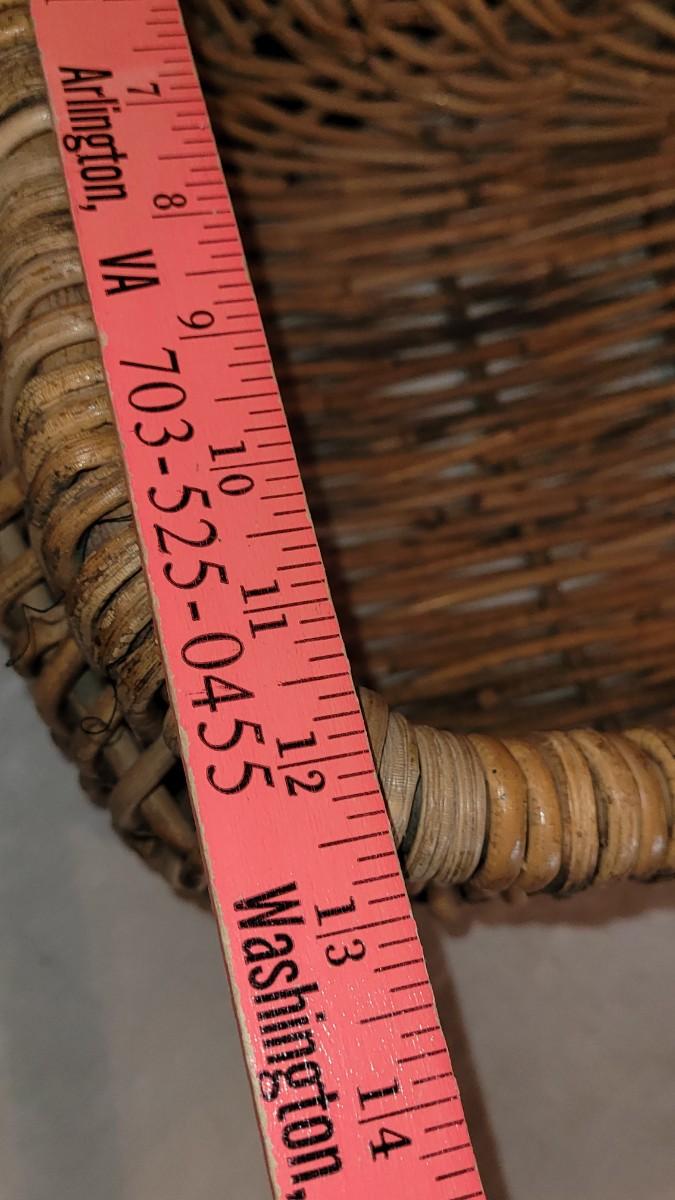 Arlington, VA 703-525-0455 Washington,
7 8 9 10 11 12 13 14